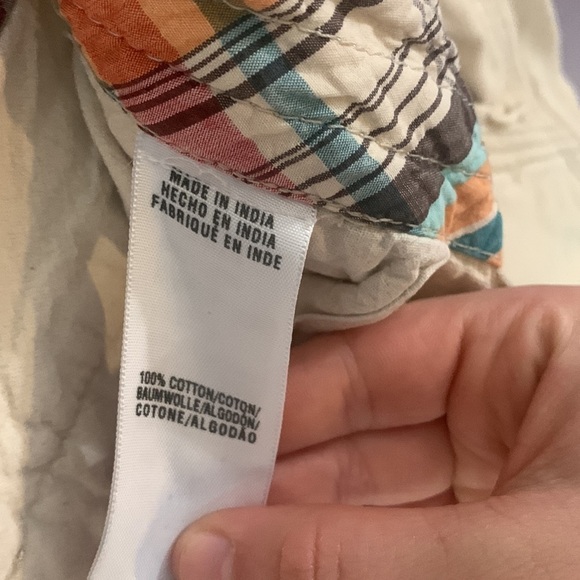 MADE IN INDIA
HECHO EN INDIA
FABRIQUÉ EN INDE
100% COTTON/COTON/
BAUMWOLLE/ALGODÓN/
COTONE/ALGODÃO